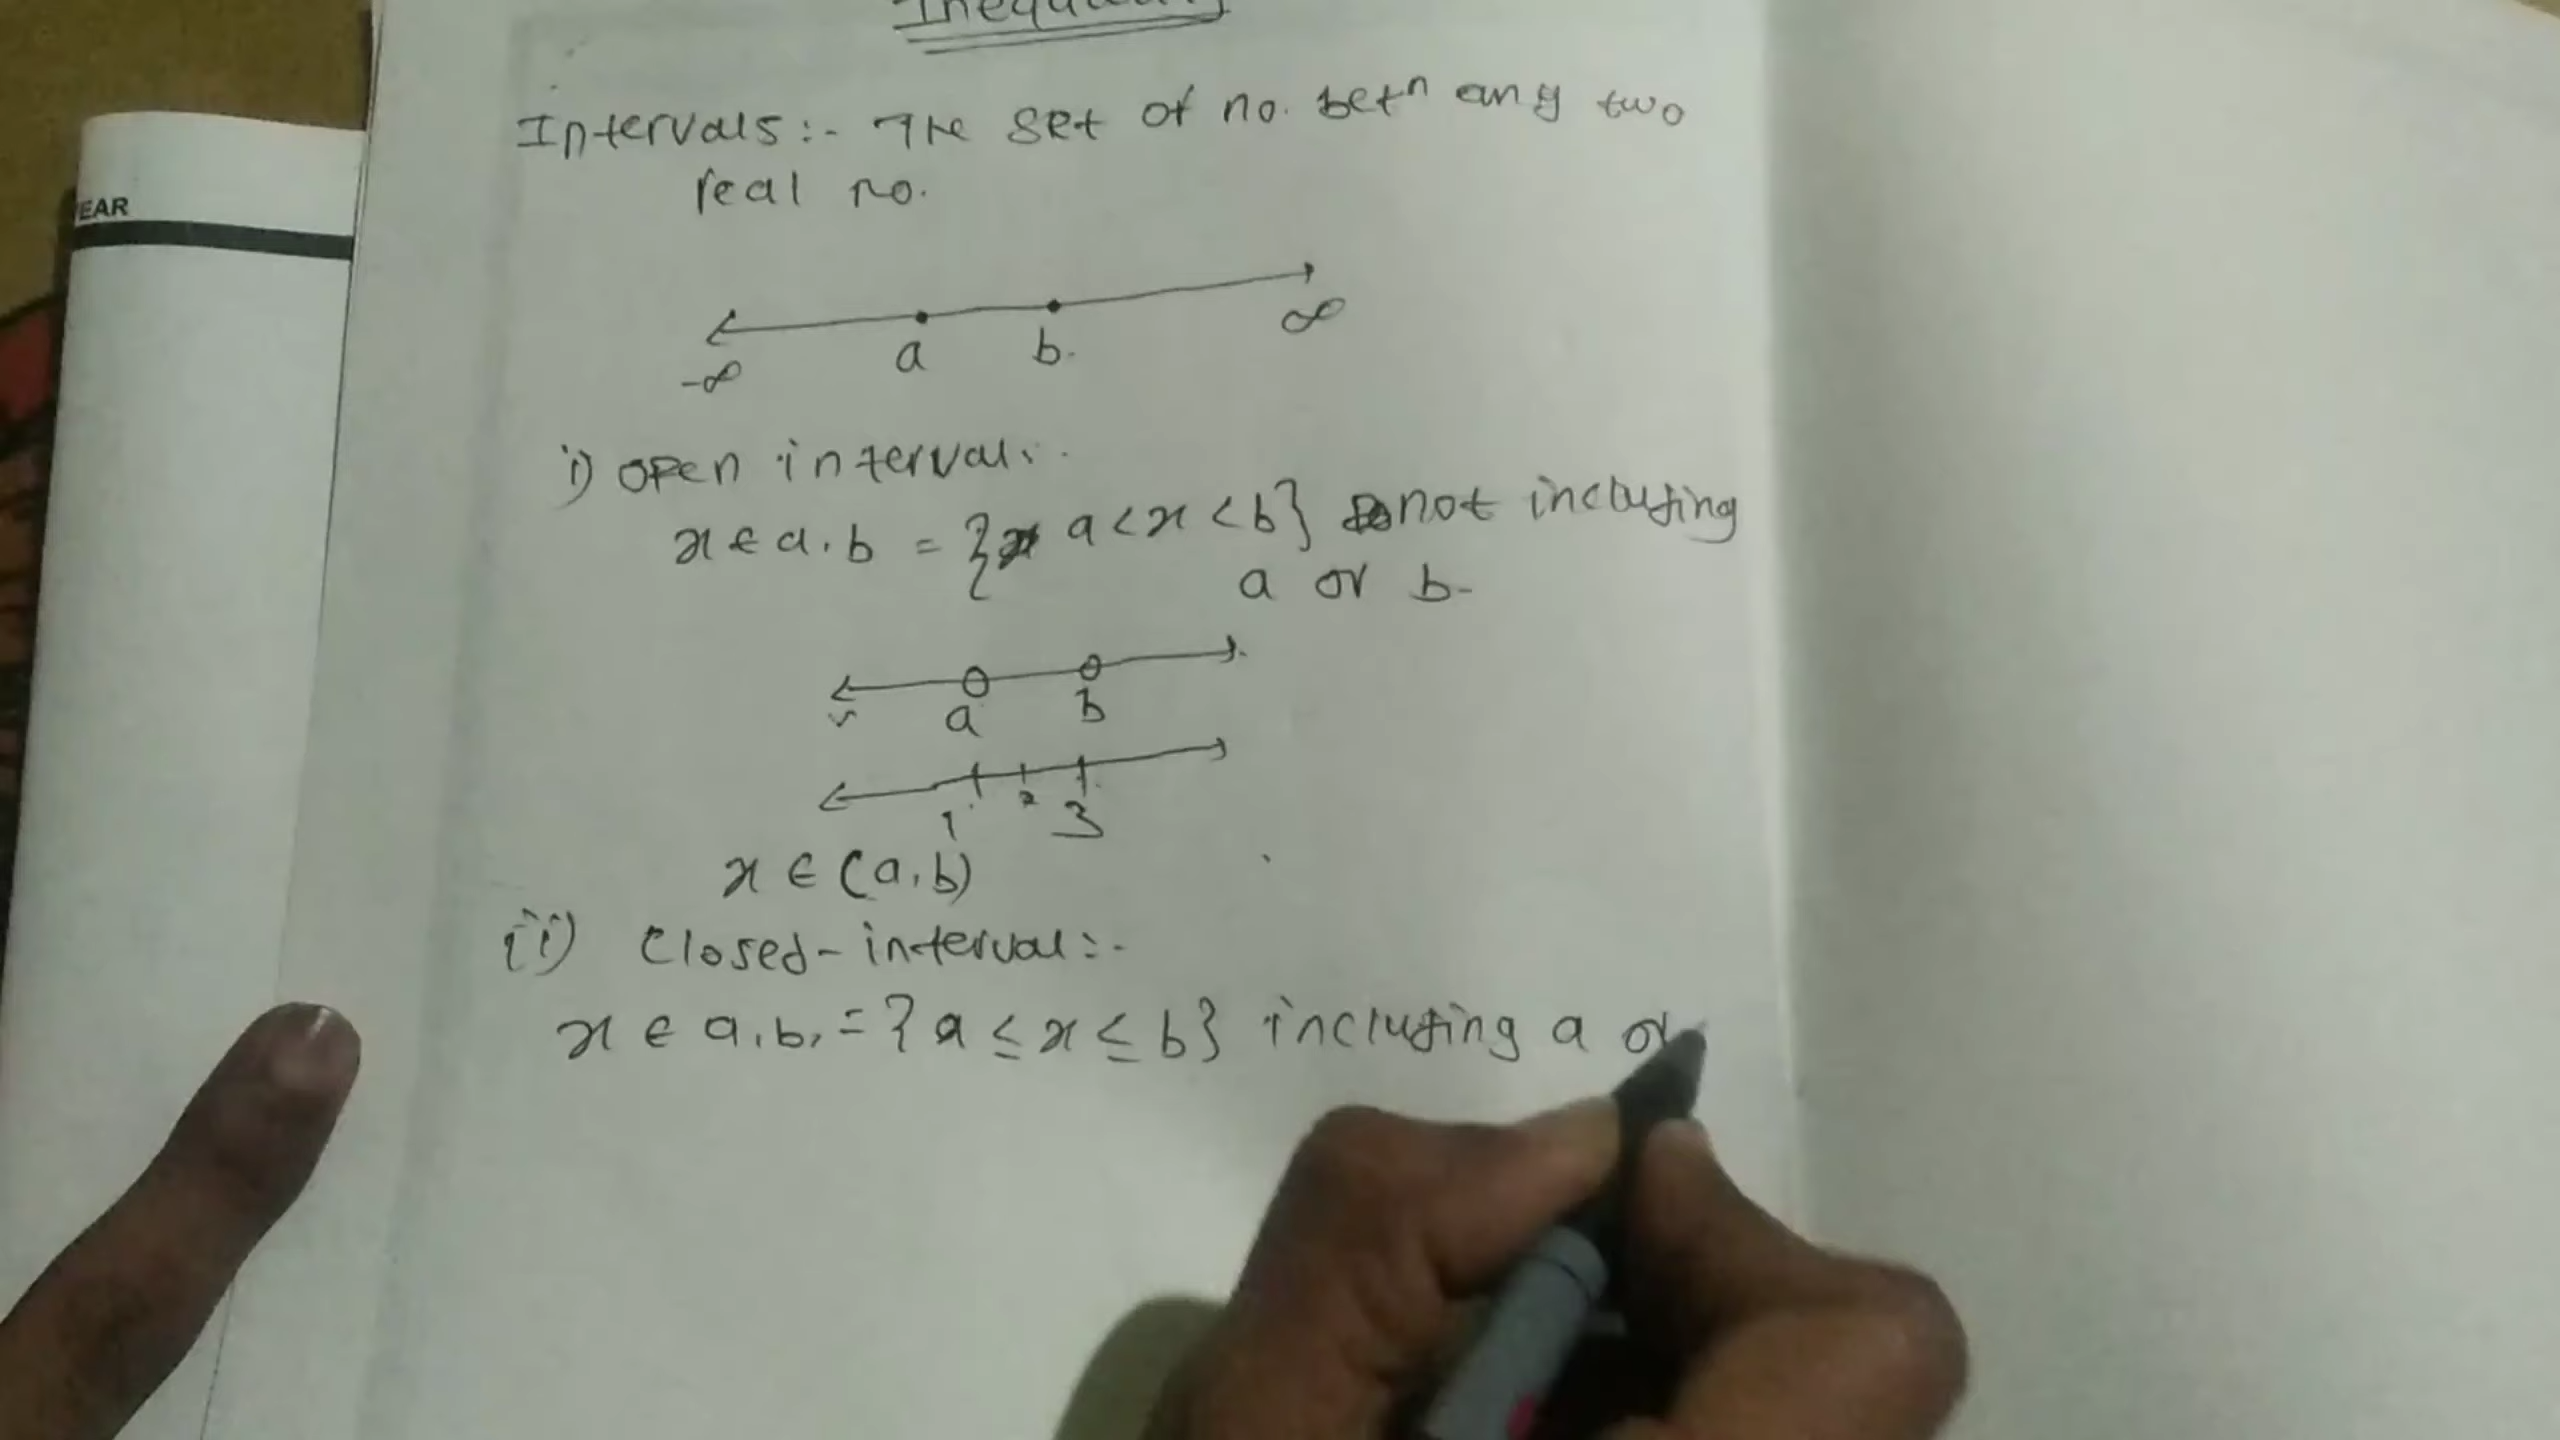 EAR
Inequality
Intervals:- The set of no. betⁿ any two
real no.
-∞ a b. ∞
i) open interval:-
x ∈ a,b = { a < x < b} not including
a or b-
a b
1 2 3
x ∈ (a,b)
ii) Closed-interval:-
x ∈ a,b, = { a ≤ x ≤ b} including a or